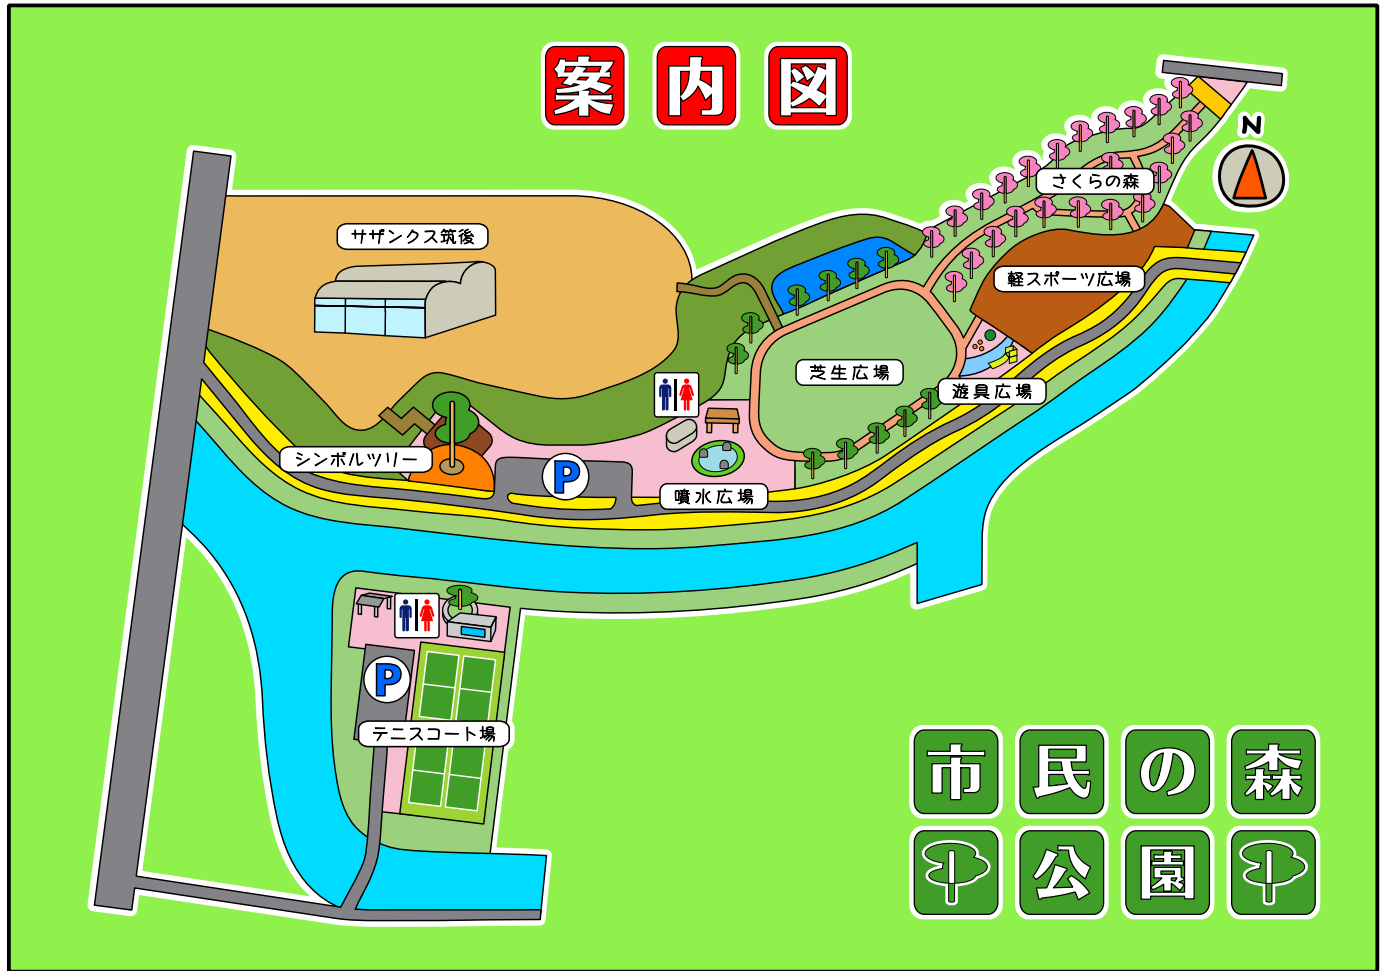 案内図
N
さくらの森
サザンクス筑後
軽スポーツ広場
芝生広場
遊具広場
シンボルツリー
P
噴水広場
P
テニスコート場
市民の森
公園